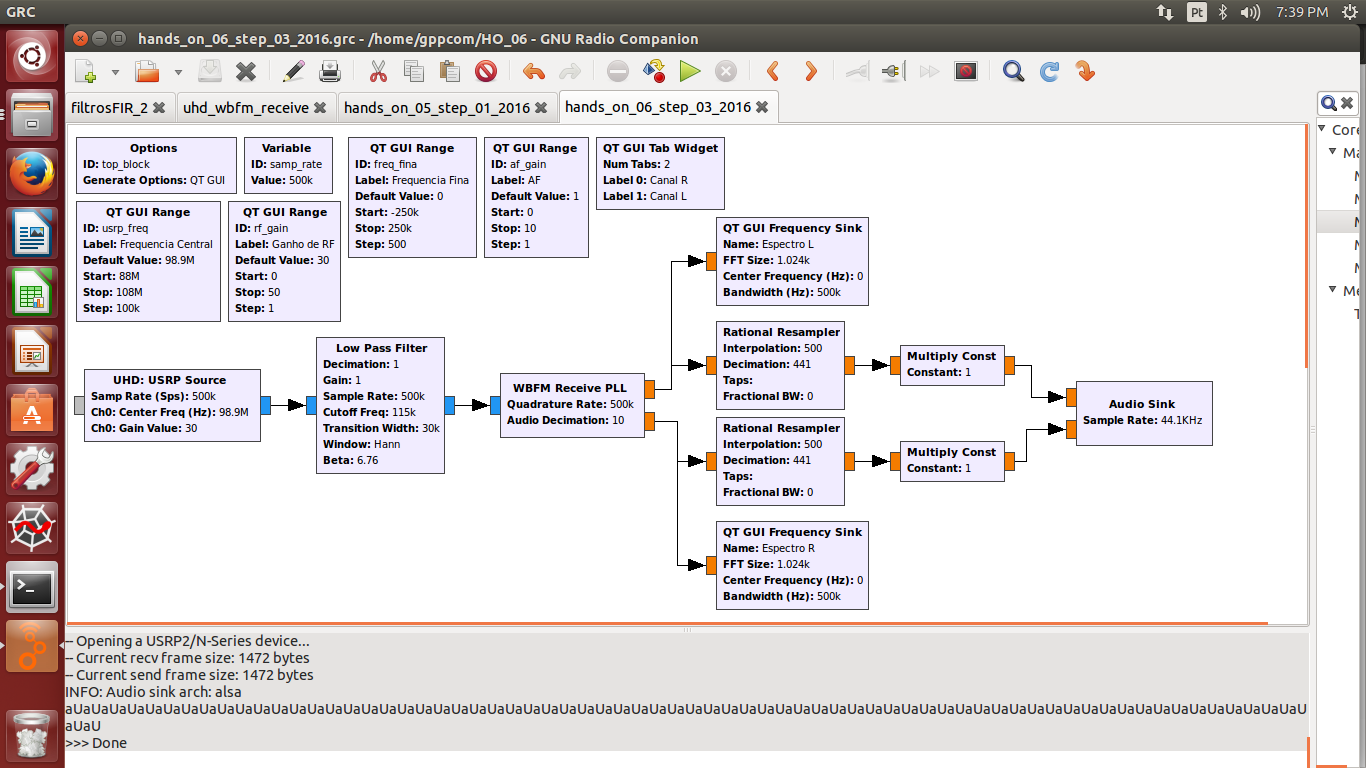 GRC
Pt
7:39 PM
hands_on_06_step_03_2016.grc - /home/gppcom/HO_06 - GNU Radio Companion
filtrosFIR_2
uhd_wbfm_receive
hands_on_05_step_01_2016
hands_on_06_step_03_2016
Options
ID: top_block
Generate Options: QT GUI
Variable
ID: samp_rate
Value: 500k
QT GUI Range
ID: freq_fina
Label: Frequencia Fina
Default Value: 0
Start: -250k
Stop: 250k
Step: 500
QT GUI Range
ID: af_gain
Label: AF
Default Value: 1
Start: 0
Stop: 10
Step: 1
QT GUI Tab Widget
Num Tabs: 2
Label 0: Canal R
Label 1: Canal L
QT GUI Range
ID: usrp_freq
Label: Frequencia Central
Default Value: 98.9M
Start: 88M
Stop: 108M
Step: 100k
QT GUI Range
ID: rf_gain
Label: Ganho de RF
Default Value: 30
Start: 0
Stop: 50
Step: 1
QT GUI Frequency Sink
Name: Espectro L
FFT Size: 1.024k
Center Frequency (Hz): 0
Bandwidth (Hz): 500k
UHD: USRP Source
Samp Rate (Sps): 500k
Ch0: Center Freq (Hz): 98.9M
Ch0: Gain Value: 30
Low Pass Filter
Decimation: 1
Gain: 1
Sample Rate: 500k
Cutoff Freq: 115k
Transition Width: 30k
Window: Hann
Beta: 6.76
WBFM Receive PLL
Quadrature Rate: 500k
Audio Decimation: 10
Rational Resampler
Interpolation: 500
Decimation: 441
Taps:
Fractional BW: 0
Multiply Const
Constant: 1
Rational Resampler
Interpolation: 500
Decimation: 441
Taps:
Fractional BW: 0
Multiply Const
Constant: 1
Audio Sink
Sample Rate: 44.1KHz
QT GUI Frequency Sink
Name: Espectro R
FFT Size: 1.024k
Center Frequency (Hz): 0
Bandwidth (Hz): 500k
Core
Ma
Me
-- Opening a USRP2/N-Series device...
-- Current recv frame size: 1472 bytes
-- Current send frame size: 1472 bytes
INFO: Audio sink arch: alsa
aUaUaUaUaUaUaUaUaUaUaUaUaUaUaUaUaUaUaUaUaUaUaUaUaUaUaUaUaUaUaUaUaUaUaUaUaUaUaUaUaUaUaUaUaUaUaUaUaUaUaUaUaUaUaUaUaU
aUaU
>>> Done